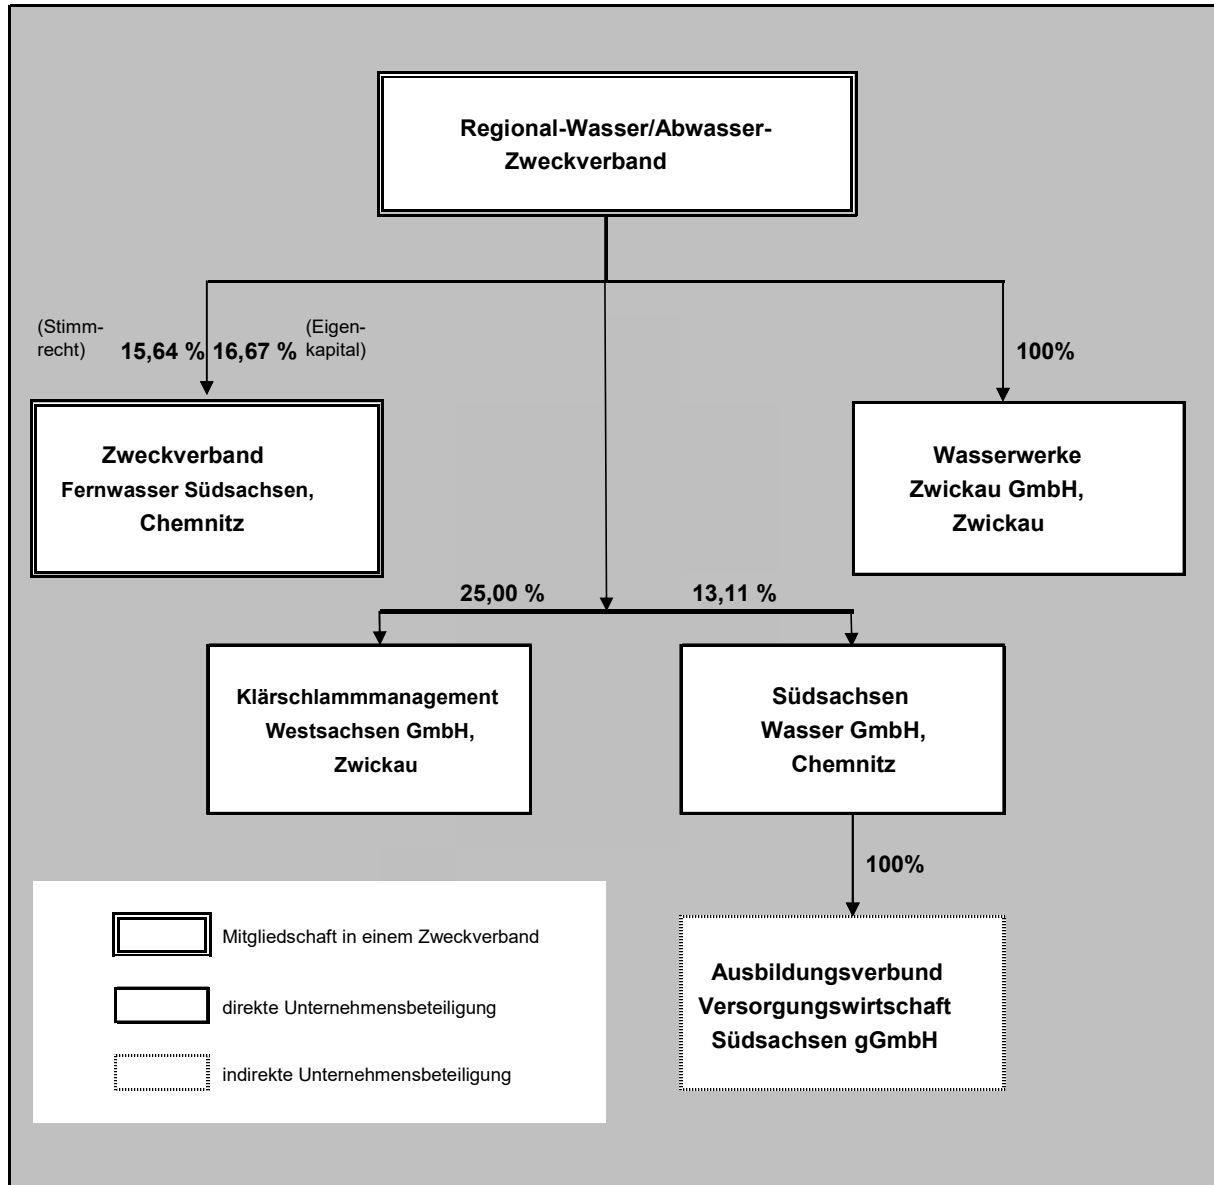 Regional-Wasser/Abwasser-
Zweckverband
(Stimm-
recht)
15,64 %
16,67 %
(Eigen-
kapital)
100%
Zweckverband
Fernwasser Südsachsen,
Chemnitz
Wasserwerke
Zwickau GmbH,
Zwickau
25,00 %
13,11 %
Klärschlammmanagement
Westsachsen GmbH,
Zwickau
Südsachsen
Wasser GmbH,
Chemnitz
100%
Ausbildungsverbund
Versorgungswirtschaft
Südsachsen gGmbH
Mitgliedschaft in einem Zweckverband
direkte Unternehmensbeteiligung
indirekte Unternehmensbeteiligung